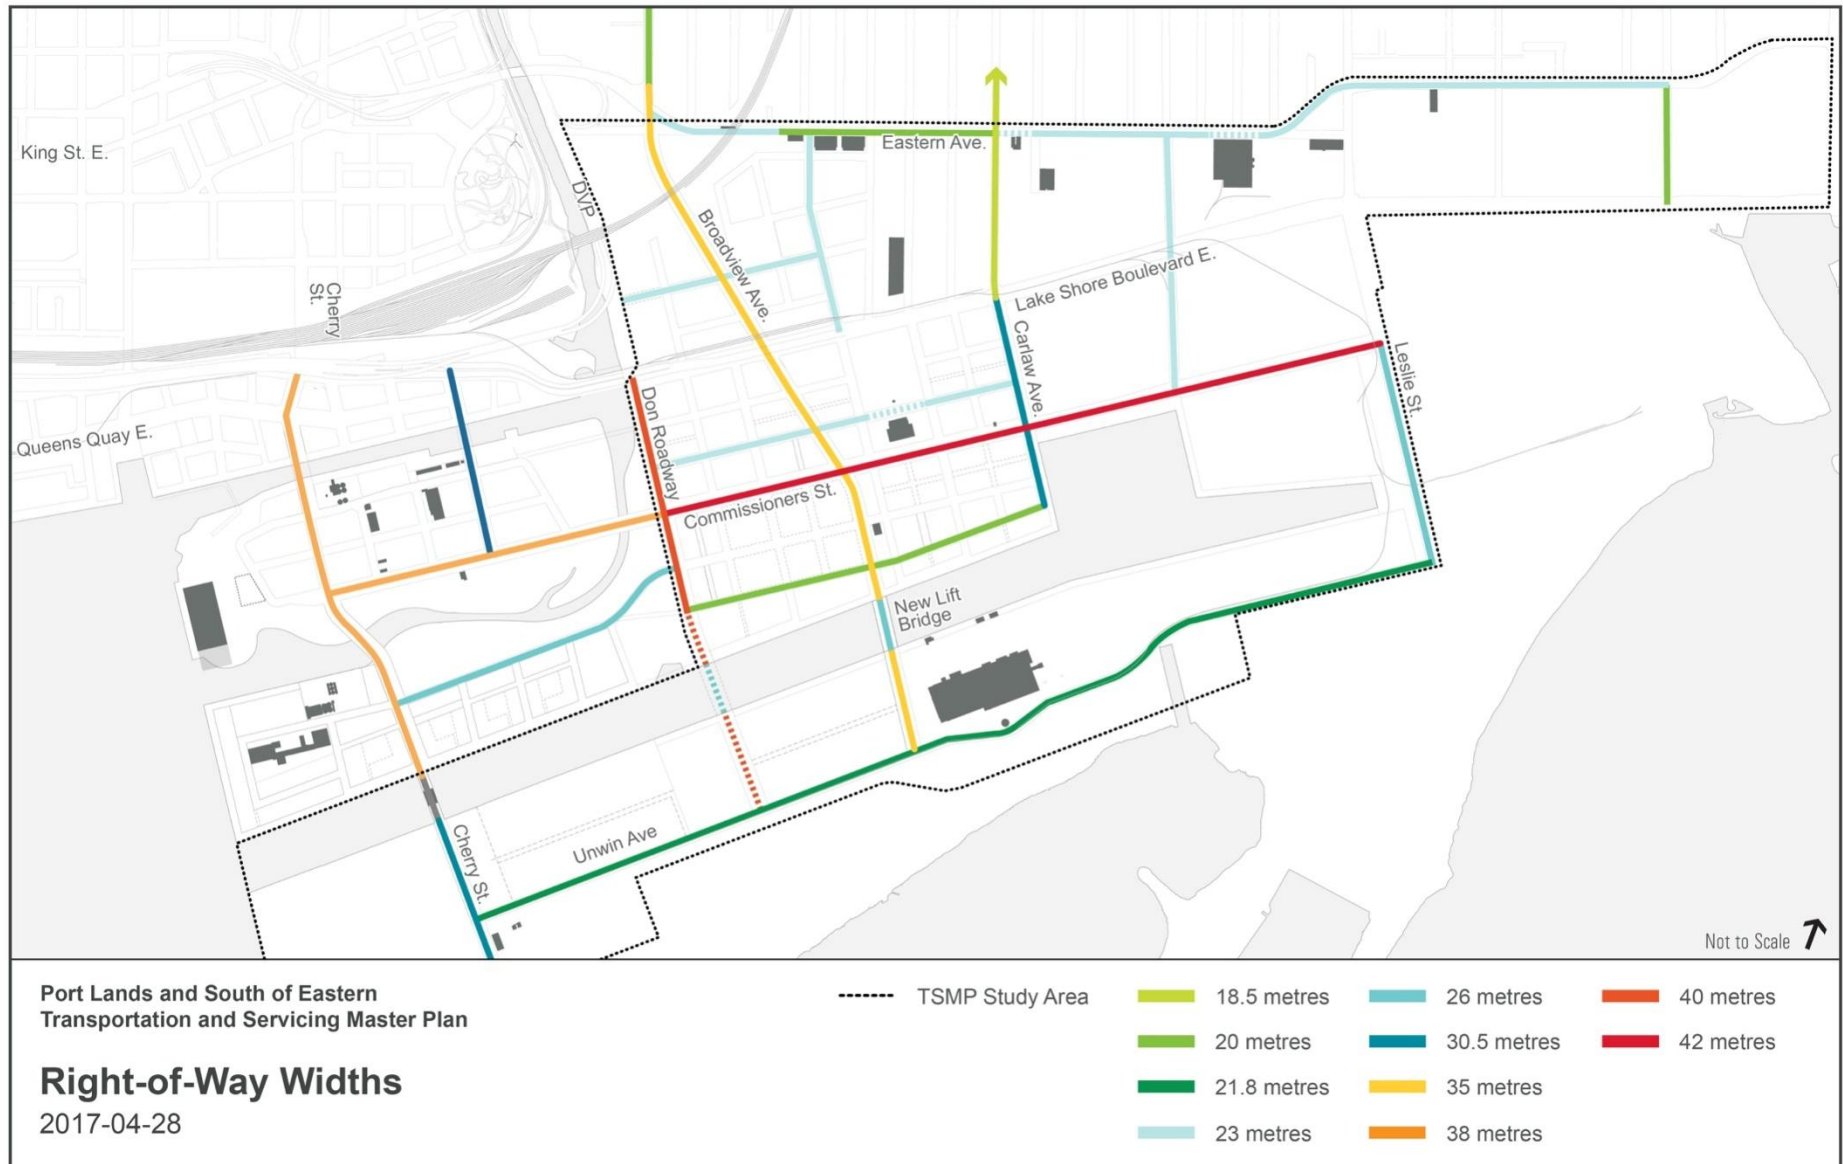 King St. E.
DVP
Eastern Ave.
Broadview Ave.
Cherry
St.
Lake Shore Boulevard E.
Carlaw Ave.
Leslie St.
Queens Quay E.
Don Roadway
Commissioners St.
New Lift
Bridge
Unwin Ave
Cherry St.
Not to Scale
Port Lands and South of Eastern
Transportation and Servicing Master Plan
Right-of-Way Widths
2017-04-28
TSMP Study Area
18.5 metres
20 metres
21.8 metres
23 metres
26 metres
30.5 metres
35 metres
38 metres
40 metres
42 metres